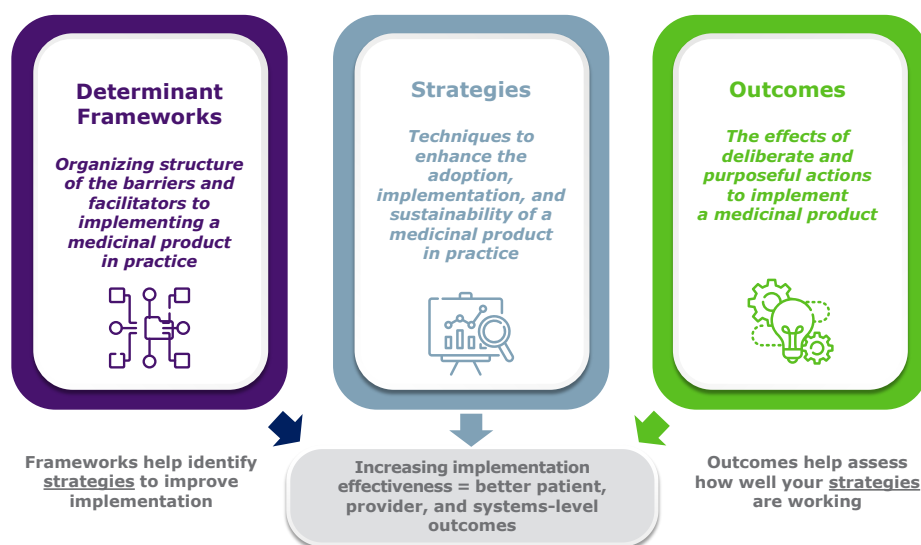 Determinant
Frameworks
Organizing structure
of the barriers and
facilitators to
implementing a
medicinal product
in practice
Strategies
Techniques to
enhance the
adoption,
implementation, and
sustainability of a
medicinal product
in practice
Outcomes
The effects of
deliberate and
purposeful actions
to implement
a medicinal product
Frameworks help identify
strategies to improve
implementation
Increasing implementation
effectiveness = better patient,
provider, and systems-level
outcomes
Outcomes help assess
how well your strategies
are working